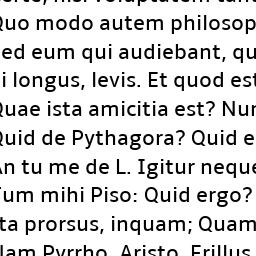 Quo modo autem philosop
ed eum qui audiebant, qu
i longus, levis. Et quod est
Quae ista amicitia est? Nur
Quid de Pythagora? Quid e
An tu me de L. Igitur neque
Tum mihi Piso: Quid ergo?
ta prorsus, inquam; Quam
Nam Pyrrho, Aristo, Erillus